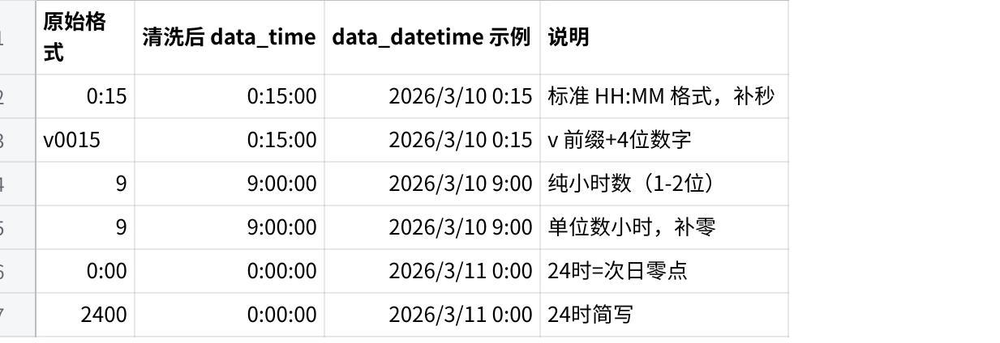 原始格式 清洗后 data_time data_datetime 示例 说明
0:15 0:15:00 2026/3/10 0:15 标准 HH:MM 格式，补秒
v0015 0:15:00 2026/3/10 0:15 v 前缀+4位数字
9 9:00:00 2026/3/10 9:00 纯小时数（1-2位）
9 9:00:00 2026/3/10 9:00 单位数小时，补零
0:00 0:00:00 2026/3/11 0:00 24时=次日零点
2400 0:00:00 2026/3/11 0:00 24时简写